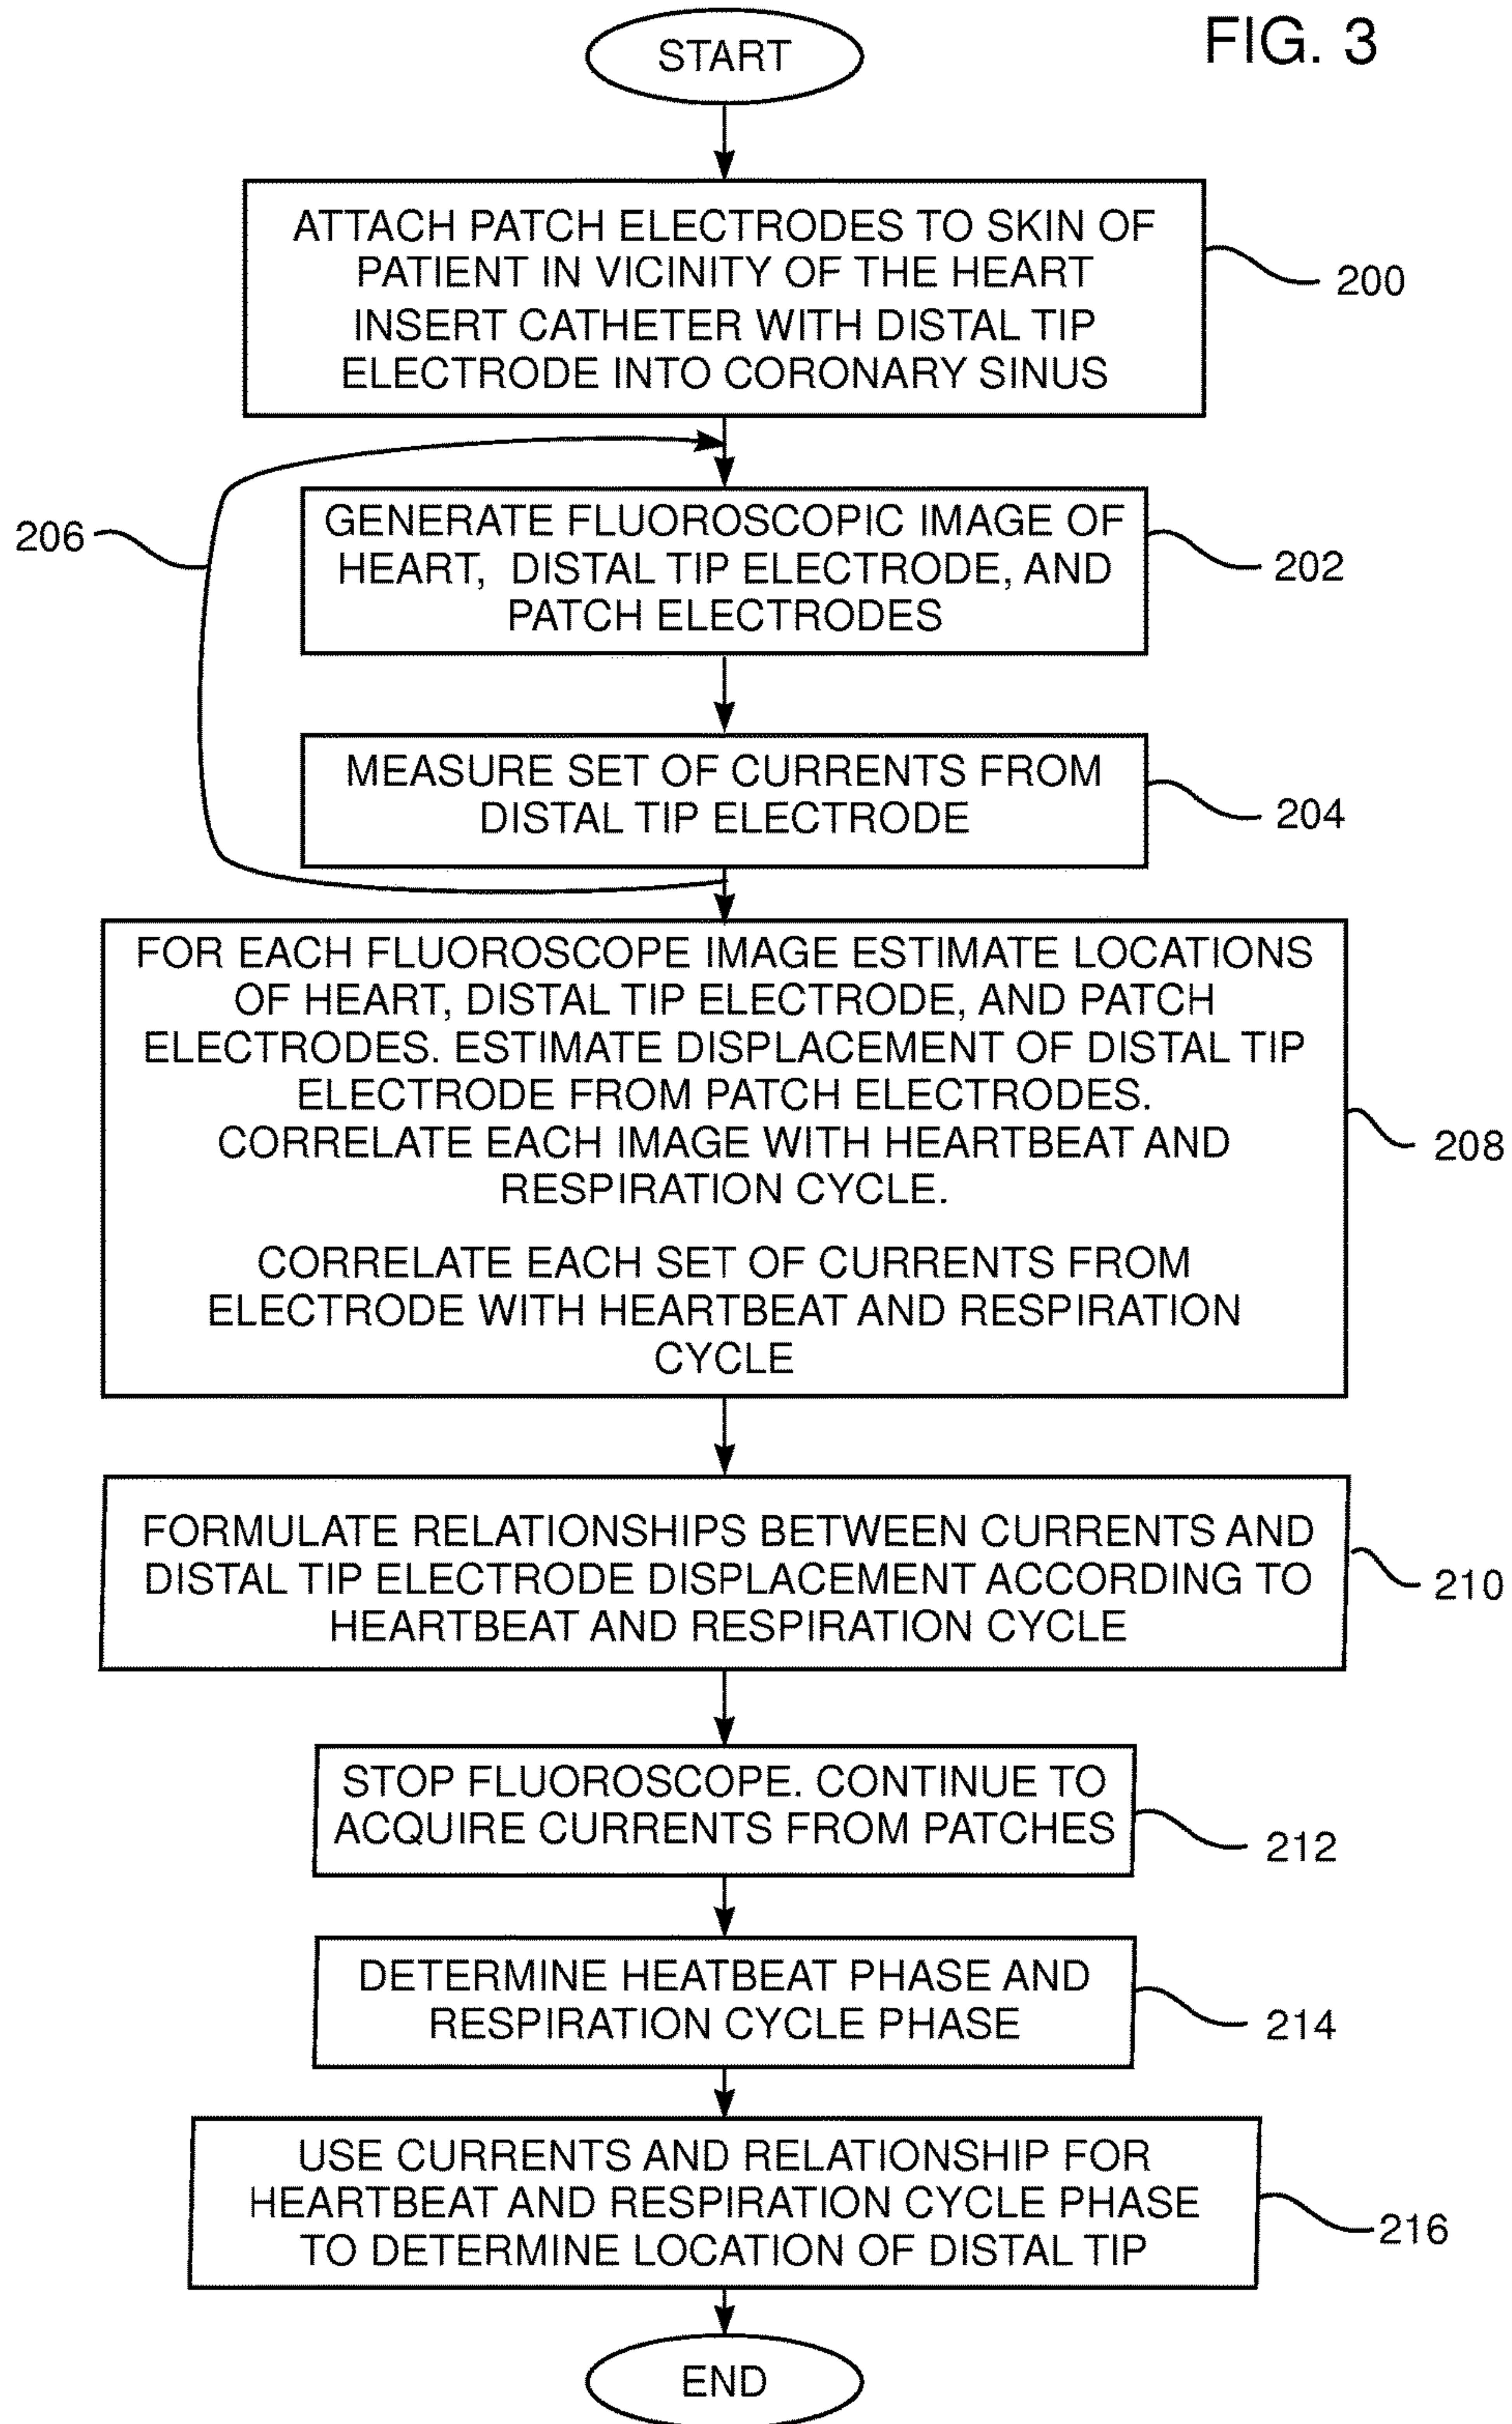 FIG. 3
START
ATTACH PATCH ELECTRODES TO SKIN OF
PATIENT IN VICINITY OF THE HEART
INSERT CATHETER WITH DISTAL TIP
ELECTRODE INTO CORONARY SINUS
200
206
GENERATE FLUOROSCOPIC IMAGE OF
HEART, DISTAL TIP ELECTRODE, AND
PATCH ELECTRODES
202
MEASURE SET OF CURRENTS FROM
DISTAL TIP ELECTRODE
204
FOR EACH FLUOROSCOPE IMAGE ESTIMATE LOCATIONS
OF HEART, DISTAL TIP ELECTRODE, AND PATCH
ELECTRODES. ESTIMATE DISPLACEMENT OF DISTAL TIP
ELECTRODE FROM PATCH ELECTRODES.
CORRELATE EACH IMAGE WITH HEARTBEAT AND
RESPIRATION CYCLE.
CORRELATE EACH SET OF CURRENTS FROM
ELECTRODE WITH HEARTBEAT AND RESPIRATION
CYCLE
208
FORMULATE RELATIONSHIPS BETWEEN CURRENTS AND
DISTAL TIP ELECTRODE DISPLACEMENT ACCORDING TO
HEARTBEAT AND RESPIRATION CYCLE
210
STOP FLUOROSCOPE. CONTINUE TO
ACQUIRE CURRENTS FROM PATCHES
212
DETERMINE HEATBEAT PHASE AND
RESPIRATION CYCLE PHASE
214
USE CURRENTS AND RELATIONSHIP FOR
HEARTBEAT AND RESPIRATION CYCLE PHASE
TO DETERMINE LOCATION OF DISTAL TIP
216
END